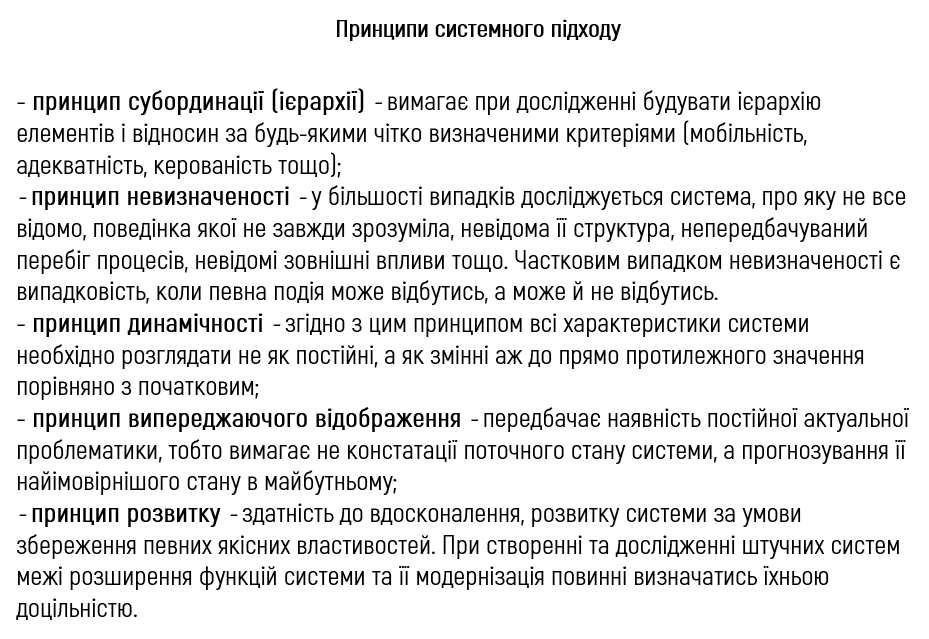 Принципи системного підходу
- принцип субординації (ієрархії) - вимагає при дослідженні будувати ієрархію
елементів і відносин за будь-якими чітко визначеними критеріями (мобільність,
адекватність, керованість тощо);
- принцип невизначеності - у більшості випадків досліджується система, про яку не все
відомо, поведінка якої не завжди зрозуміла, невідома її структура, непередбачуваний
перебіг процесів, невідомі зовнішні впливи тощо. Частковим випадком невизначеності є
випадковість, коли певна подія може відбутись, а може й не відбутись.
- принцип динамічності - згідно з цим принципом всі характеристики системи
необхідно розглядати не як постійні, а як змінні аж до прямо протилежного значення
порівняно з початковим;
- принцип випереджаючого відображення - передбачає наявність постійної актуальної
проблематики, тобто вимагає не констатації поточного стану системи, а прогнозування її
найімовірнішого стану в майбутньому;
- принцип розвитку - здатність до вдосконалення, розвитку системи за умови
збереження певних якісних властивостей. При створенні та дослідженні штучних систем
межі розширення функцій системи та її модернізація повинні визначатись їхньою
доцільністю.